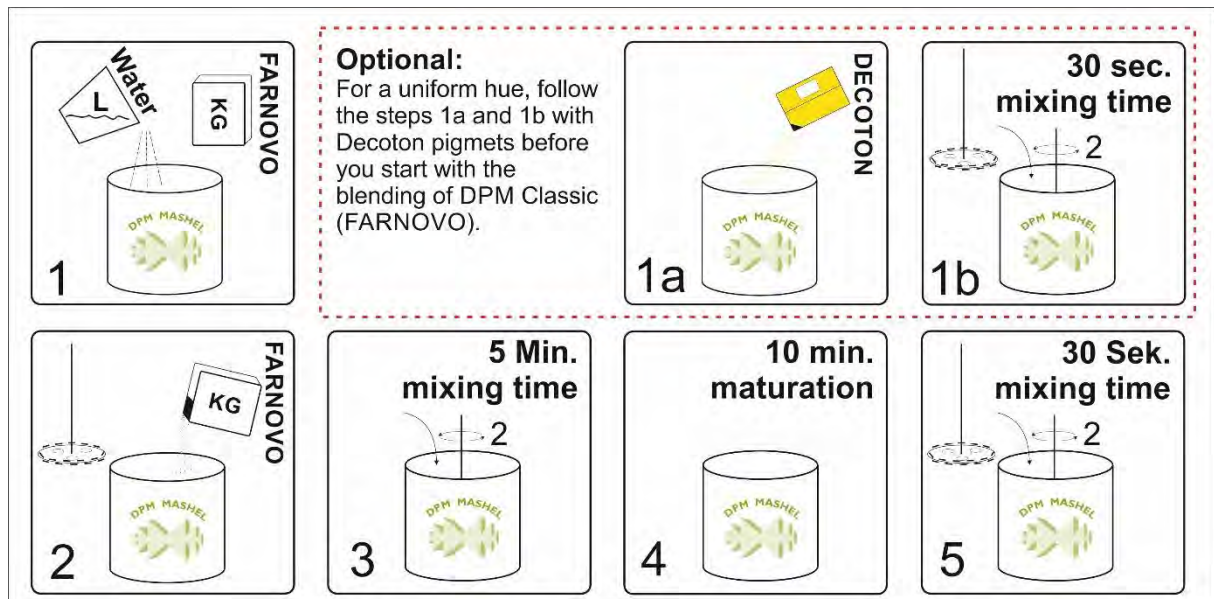 Water
L
KG
FARNOVO
DPM MASHEL
1
Optional:
For a uniform hue, follow
the steps 1a and 1b with
Decoton pigmets before
you start with the
blending of DPM Classic
(FARNOVO).
DECOTON
DPM MASHEL
1a
30 sec.
mixing time
2
DPM MASHEL
1b
FARNOVO
KG
DPM MASHEL
2
5 Min.
mixing time
2
DPM MASHEL
3
10 min.
maturation
DPM MASHEL
4
30 Sek.
mixing time
2
DPM MASHEL
5